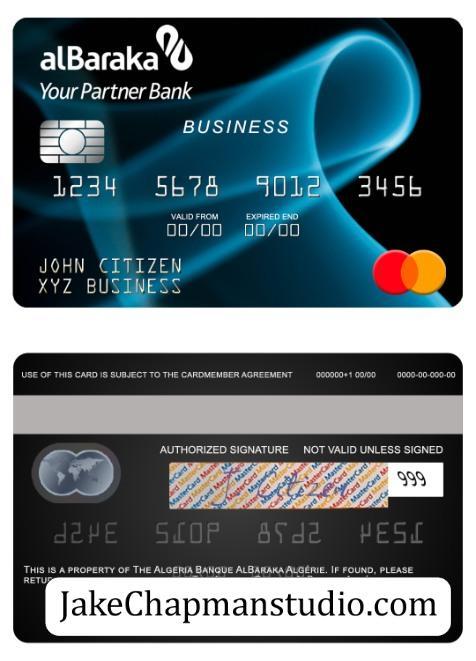 alBaraka
Your Partner Bank
BUSINESS
1234 5678 9012 3456
VALID FROM EXPIRED END
00/00 00/00
JOHN CITIZEN
XYZ BUSINESS
USE OF THIS CARD IS SUBJECT TO THE CARDMEMBER AGREEMENT 000000+1 00/00 0000-00-000-00
AUTHORIZED SIGNATURE NOT VALID UNLESS SIGNED
MasterCard
999
THIS IS A PROPERTY OF THE ALGERIA BANQUE ALBARAKA ALGÉRIE. IF FOUND, PLEASE
JakeChapmanstudio.com